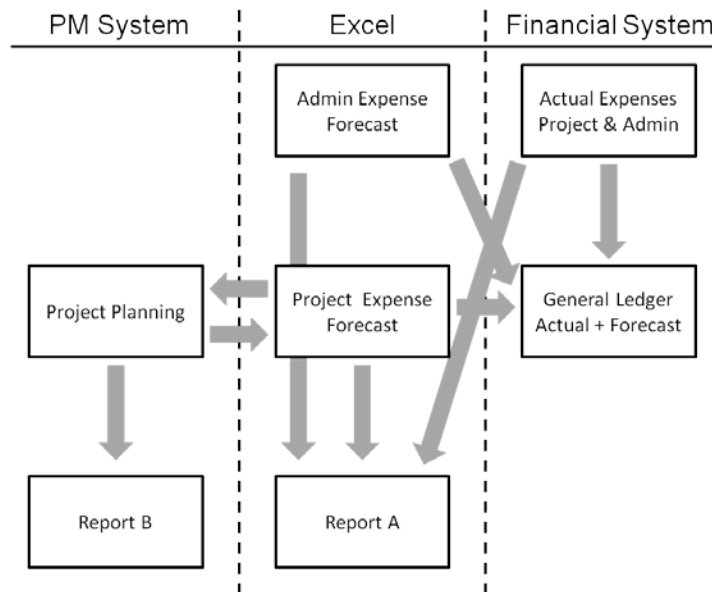 PM System
Excel
Financial System
Admin Expense
Forecast
Actual Expenses
Project & Admin
Project Planning
Project Expense
Forecast
General Ledger
Actual + Forecast
Report B
Report A